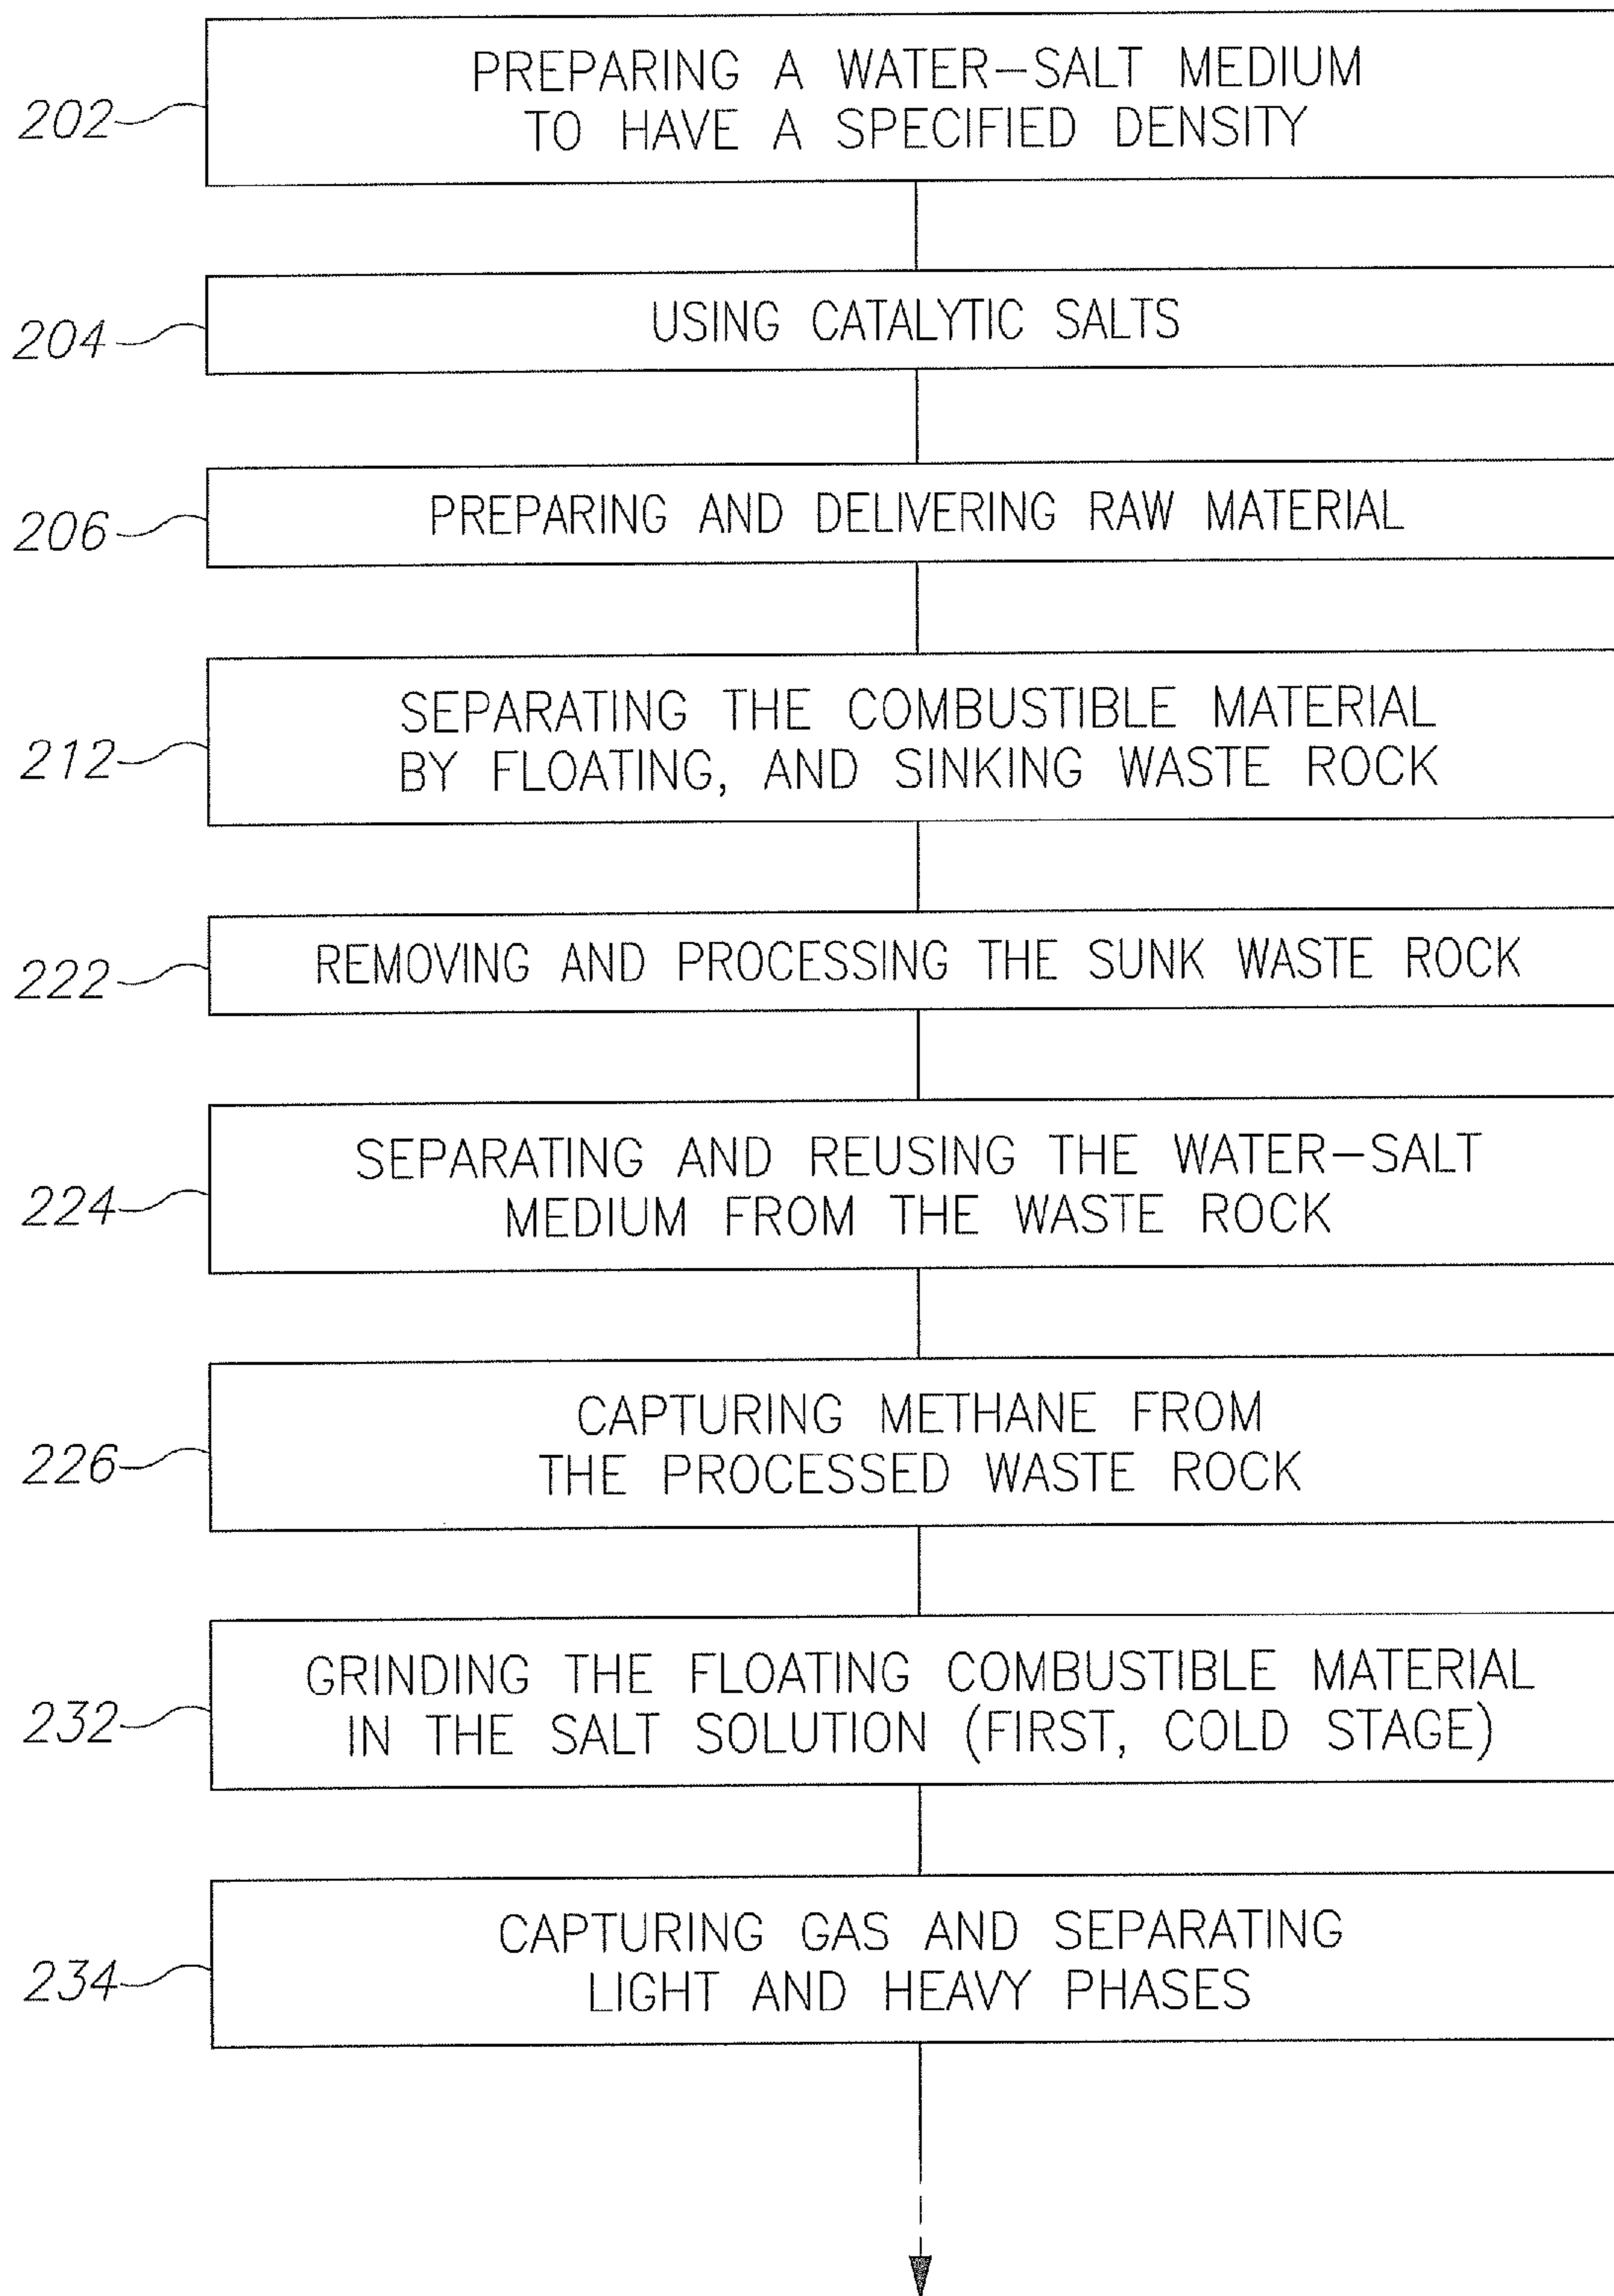 202
PREPARING A WATER-SALT MEDIUM
TO HAVE A SPECIFIED DENSITY
204
USING CATALYTIC SALTS
206
PREPARING AND DELIVERING RAW MATERIAL
212
SEPARATING THE COMBUSTIBLE MATERIAL
BY FLOATING, AND SINKING WASTE ROCK
222
REMOVING AND PROCESSING THE SUNK WASTE ROCK
224
SEPARATING AND REUSING THE WATER-SALT
MEDIUM FROM THE WASTE ROCK
226
CAPTURING METHANE FROM
THE PROCESSED WASTE ROCK
232
GRINDING THE FLOATING COMBUSTIBLE MATERIAL
IN THE SALT SOLUTION (FIRST, COLD STAGE)
234
CAPTURING GAS AND SEPARATING
LIGHT AND HEAVY PHASES